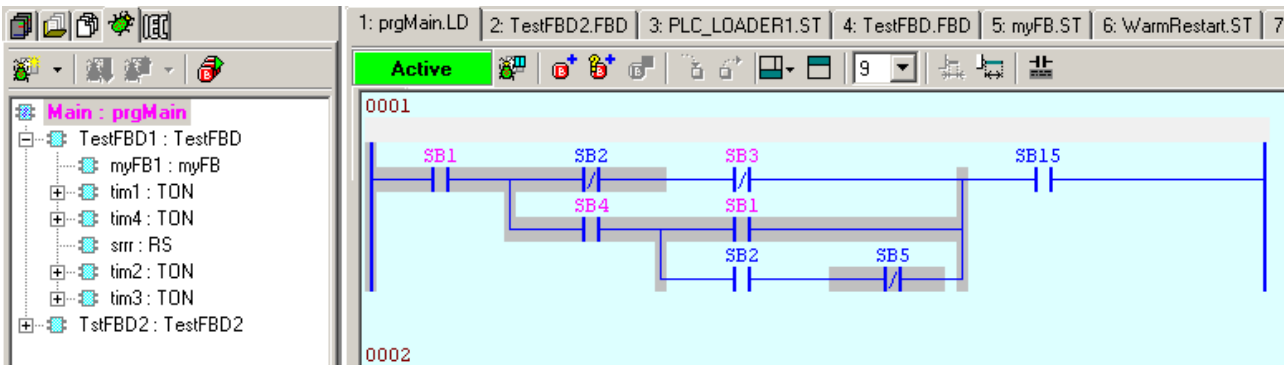 1: prgMain.LD 2: TestFBD2.FBD 3: PLC_LOADER1.ST 4: TestFBD.FBD 5: myFB.ST 6: WarmRestart.ST 7
Active 9
Main : prgMain
TestFBD1 : TestFBD
myFB1 : myFB
tim1 : TON
tim4 : TON
srrr : RS
tim2 : TON
tim3 : TON
TstFBD2 : TestFBD2
0001
SB1 SB2 SB3 SB15
SB4 SB1
SB2 SB5
0002